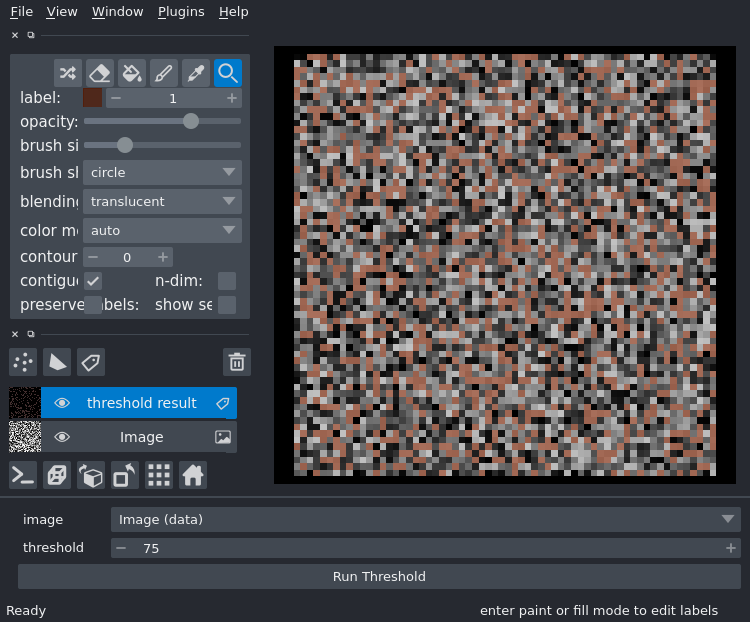 File View Window Plugins Help
label: 1
opacity:
brush si
brush sl circle
blending translucent
color m auto
contour 0
contigu n-dim:
preserve bels: show se
threshold result
Image
image Image (data)
threshold 75
Run Threshold
Ready enter paint or fill mode to edit labels